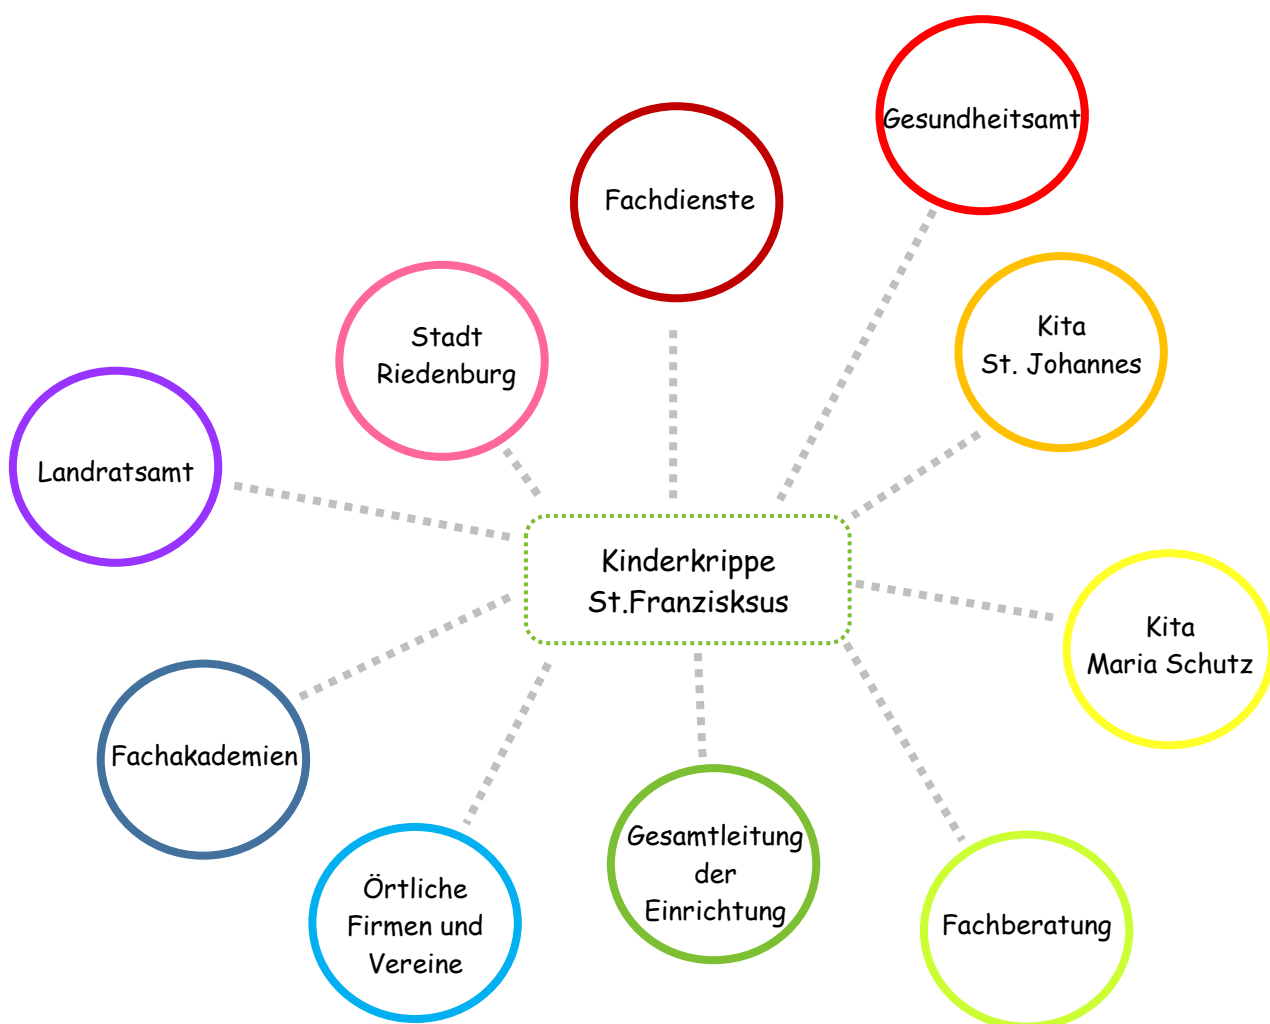 Gesundheitsamt
Fachdienste
Kita
St. Johannes
Stadt
Riedenburg
Landratsamt
Kinderkrippe
St.Franzisksus
Kita
Maria Schutz
Fachakademien
Gesamtleitung
der
Einrichtung
Örtliche
Firmen und
Vereine
Fachberatung